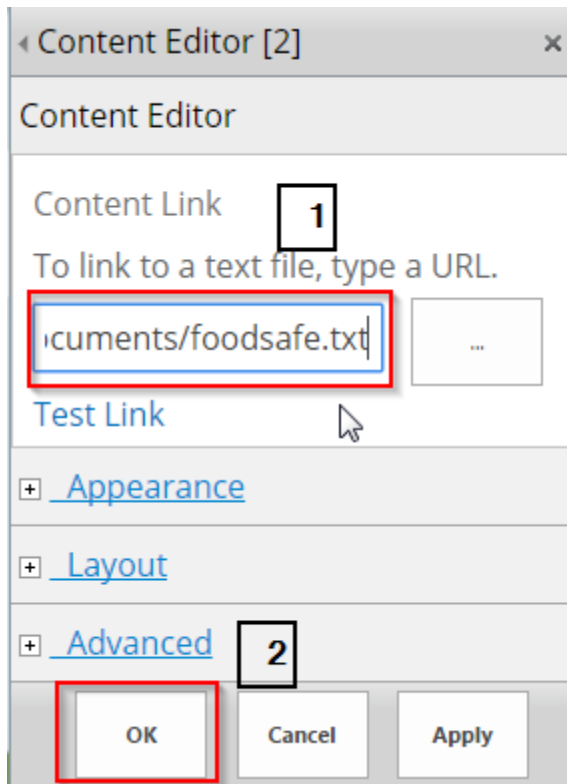 Content Editor [2]
Content Editor
Content Link
1
To link to a text file, type a URL.
cuments/foodsafe.txt
...
Test Link
Appearance
Layout
Advanced
2
OK Cancel Apply